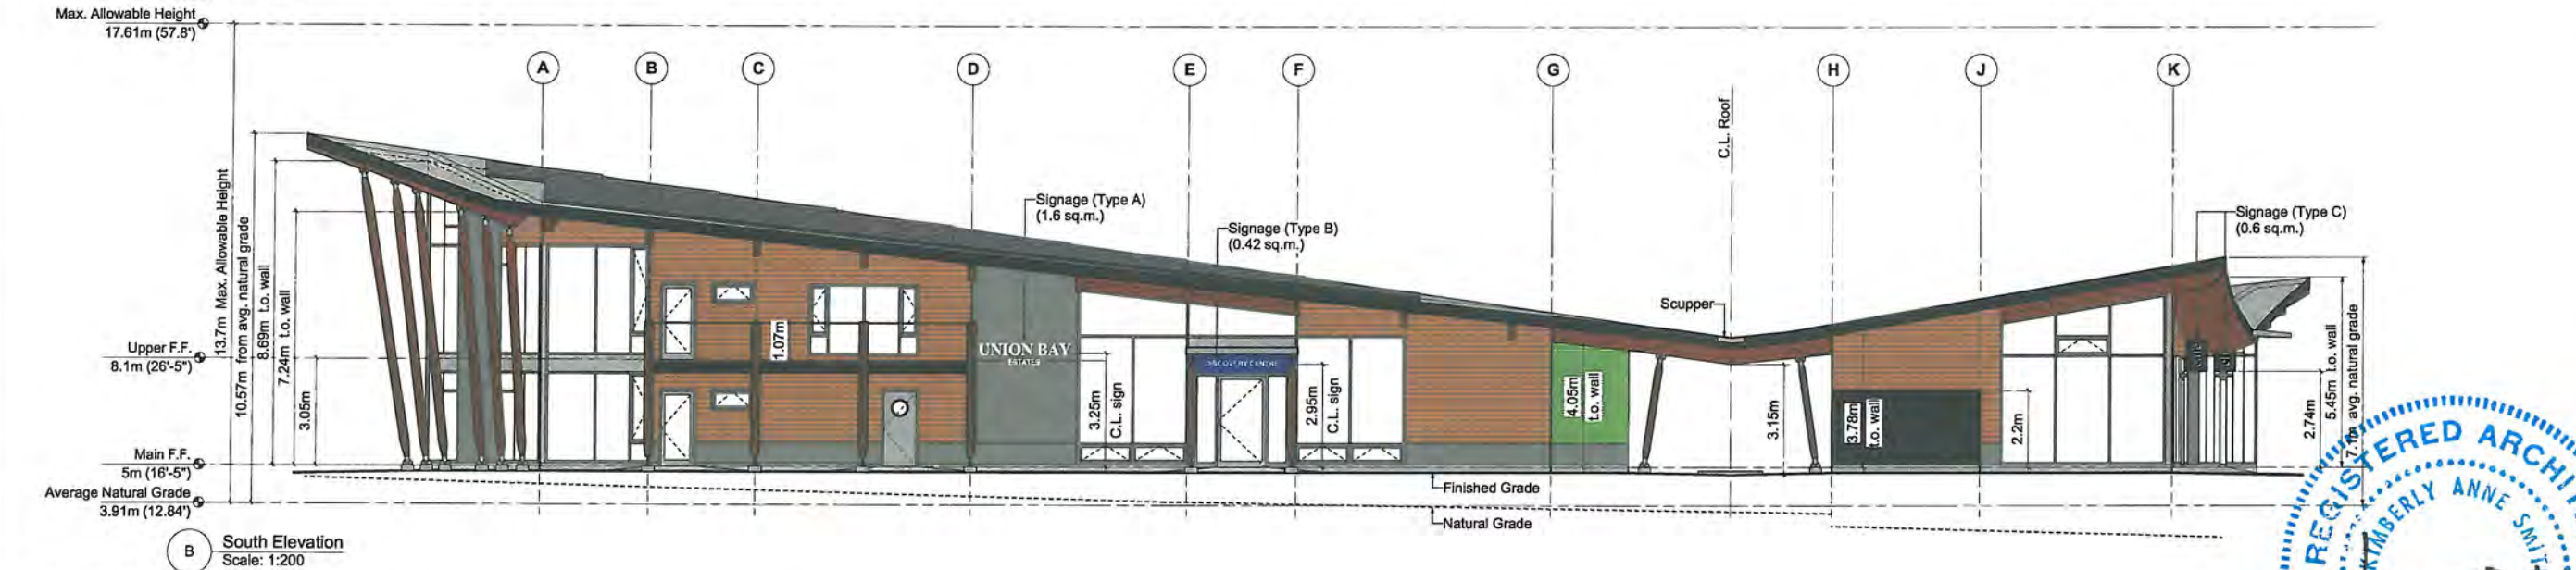 Max. Allowable Height
17.61m (57.8')
A
B
C
D
E
F
G
H
J
K
C.L. Roof
13.7m Max. Allowable Height
10.57m from avg. natural grade
8.69m t.o. wall
7.24m t.o. wall
3.05m
Signage (Type A)
(1.6 sq.m.)
Signage (Type B)
(0.42 sq.m.)
Signage (Type C)
(0.6 sq.m.)
Scupper
Upper F.F.
8.1m (26'-5")
1.07m
UNION BAY
ESTATES
DISCOVERY CENTRE
3.25m
C.L. sign
2.95m
C.L. sign
4.05m
t.o. wall
3.15m
3.78m
t.o. wall
2.2m
2.74m
5.45m t.o. wall
avg. natural grade
Main F.F.
5m (16'-5")
Average Natural Grade
3.91m (12.84')
Finished Grade
Natural Grade
B
South Elevation
Scale: 1:200
REGISTERED
KIMBERLY ANNE